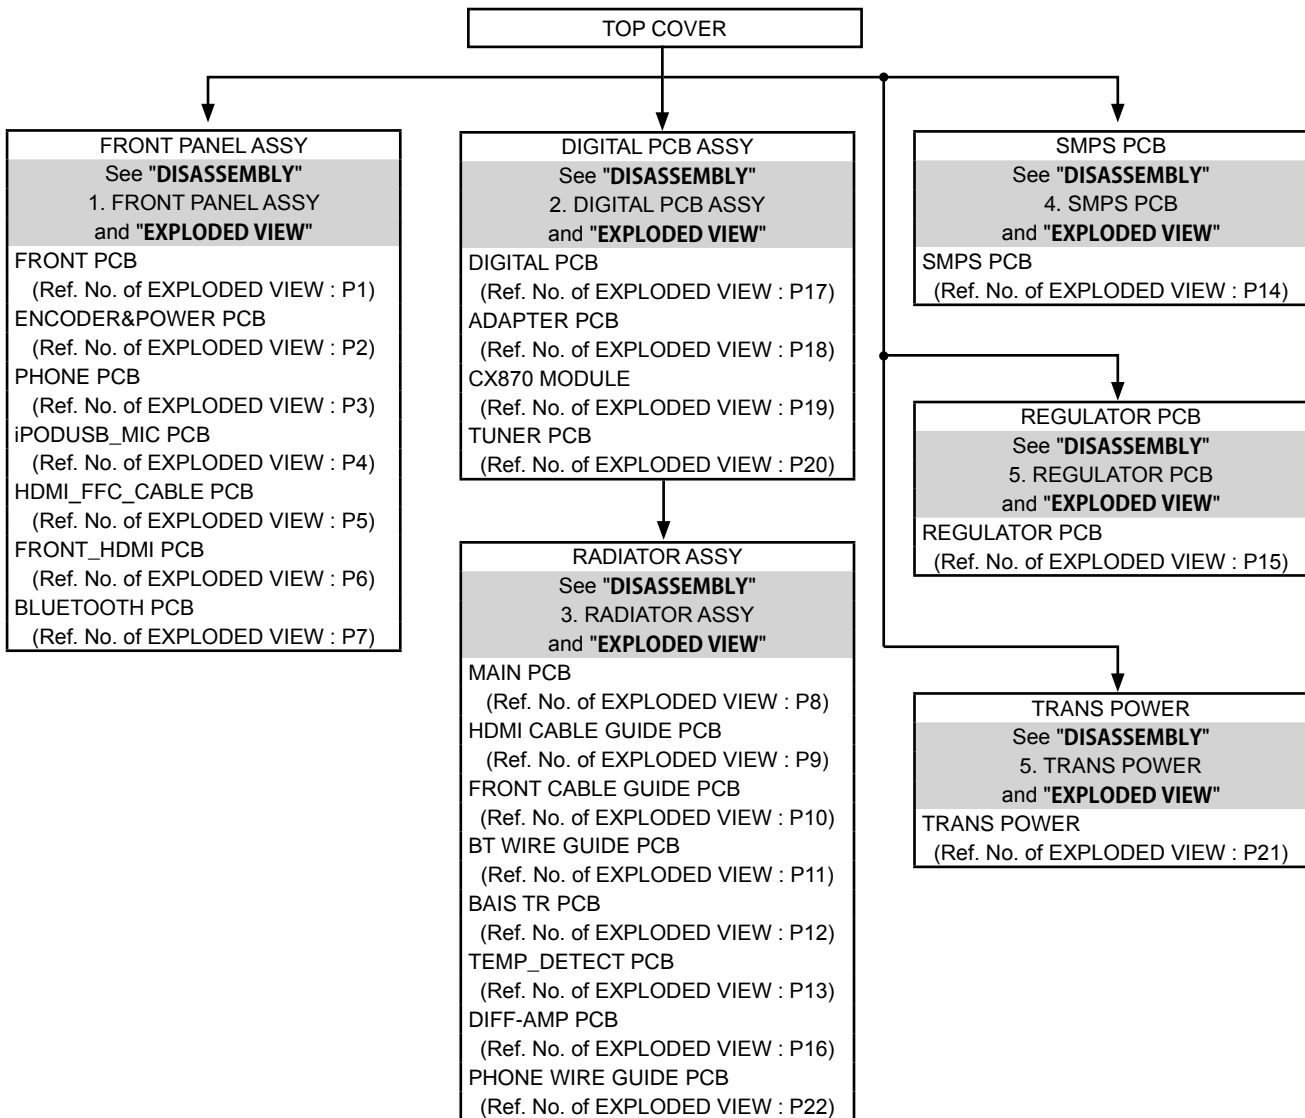 TOP COVER
FRONT PANEL ASSY
See "DISASSEMBLY"
1. FRONT PANEL ASSY
and "EXPLODED VIEW"
FRONT PCB
(Ref. No. of EXPLODED VIEW : P1)
ENCODER&POWER PCB
(Ref. No. of EXPLODED VIEW : P2)
PHONE PCB
(Ref. No. of EXPLODED VIEW : P3)
iPODUSB_MIC PCB
(Ref. No. of EXPLODED VIEW : P4)
HDMI_FFC_CABLE PCB
(Ref. No. of EXPLODED VIEW : P5)
FRONT_HDMI PCB
(Ref. No. of EXPLODED VIEW : P6)
BLUETOOTH PCB
(Ref. No. of EXPLODED VIEW : P7)
DIGITAL PCB ASSY
See "DISASSEMBLY"
2. DIGITAL PCB ASSY
and "EXPLODED VIEW"
DIGITAL PCB
(Ref. No. of EXPLODED VIEW : P17)
ADAPTER PCB
(Ref. No. of EXPLODED VIEW : P18)
CX870 MODULE
(Ref. No. of EXPLODED VIEW : P19)
TUNER PCB
(Ref. No. of EXPLODED VIEW : P20)
RADIATOR ASSY
See "DISASSEMBLY"
3. RADIATOR ASSY
and "EXPLODED VIEW"
MAIN PCB
(Ref. No. of EXPLODED VIEW : P8)
HDMI CABLE GUIDE PCB
(Ref. No. of EXPLODED VIEW : P9)
FRONT CABLE GUIDE PCB
(Ref. No. of EXPLODED VIEW : P10)
BT WIRE GUIDE PCB
(Ref. No. of EXPLODED VIEW : P11)
BAIS TR PCB
(Ref. No. of EXPLODED VIEW : P12)
TEMP_DETECT PCB
(Ref. No. of EXPLODED VIEW : P13)
DIFF-AMP PCB
(Ref. No. of EXPLODED VIEW : P16)
PHONE WIRE GUIDE PCB
(Ref. No. of EXPLODED VIEW : P22)
SMPS PCB
See "DISASSEMBLY"
4. SMPS PCB
and "EXPLODED VIEW"
SMPS PCB
(Ref. No. of EXPLODED VIEW : P14)
REGULATOR PCB
See "DISASSEMBLY"
5. REGULATOR PCB
and "EXPLODED VIEW"
REGULATOR PCB
(Ref. No. of EXPLODED VIEW : P15)
TRANS POWER
See "DISASSEMBLY"
5. TRANS POWER
and "EXPLODED VIEW"
TRANS POWER
(Ref. No. of EXPLODED VIEW : P21)